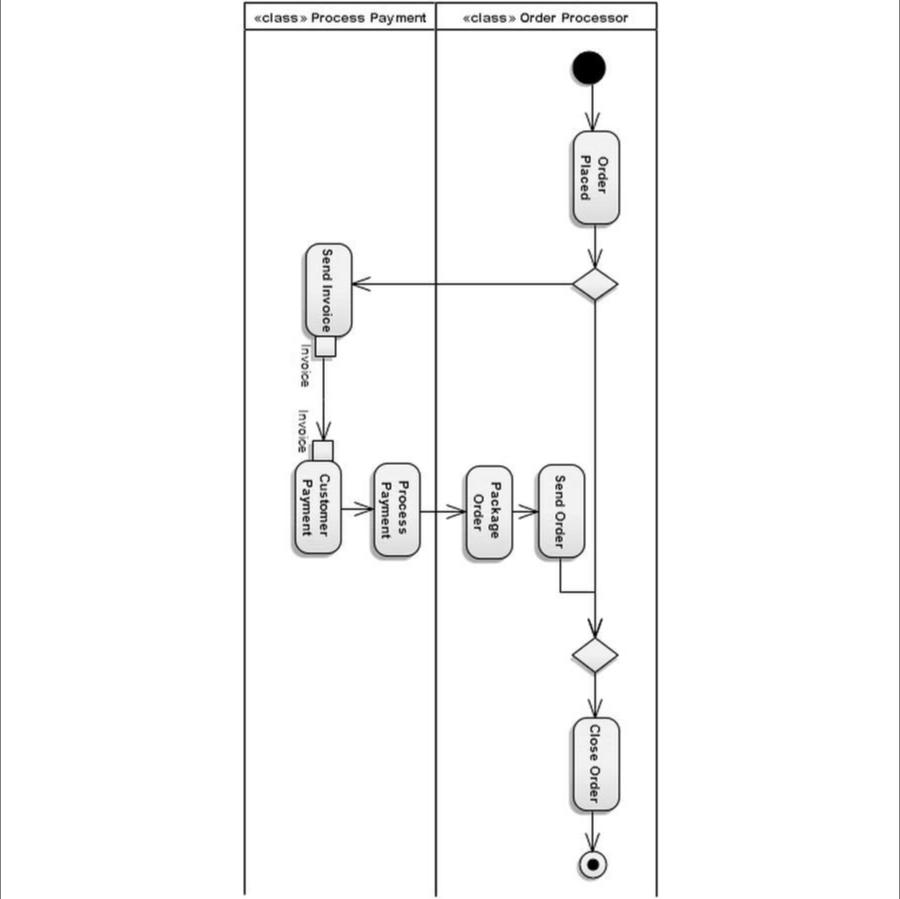 «class» Process Payment
«class» Order Processor
Order
Placed
Send Invoice
Invoice
Invoice
Customer
Payment
Process
Payment
Package
Order
Send Order
Close Order